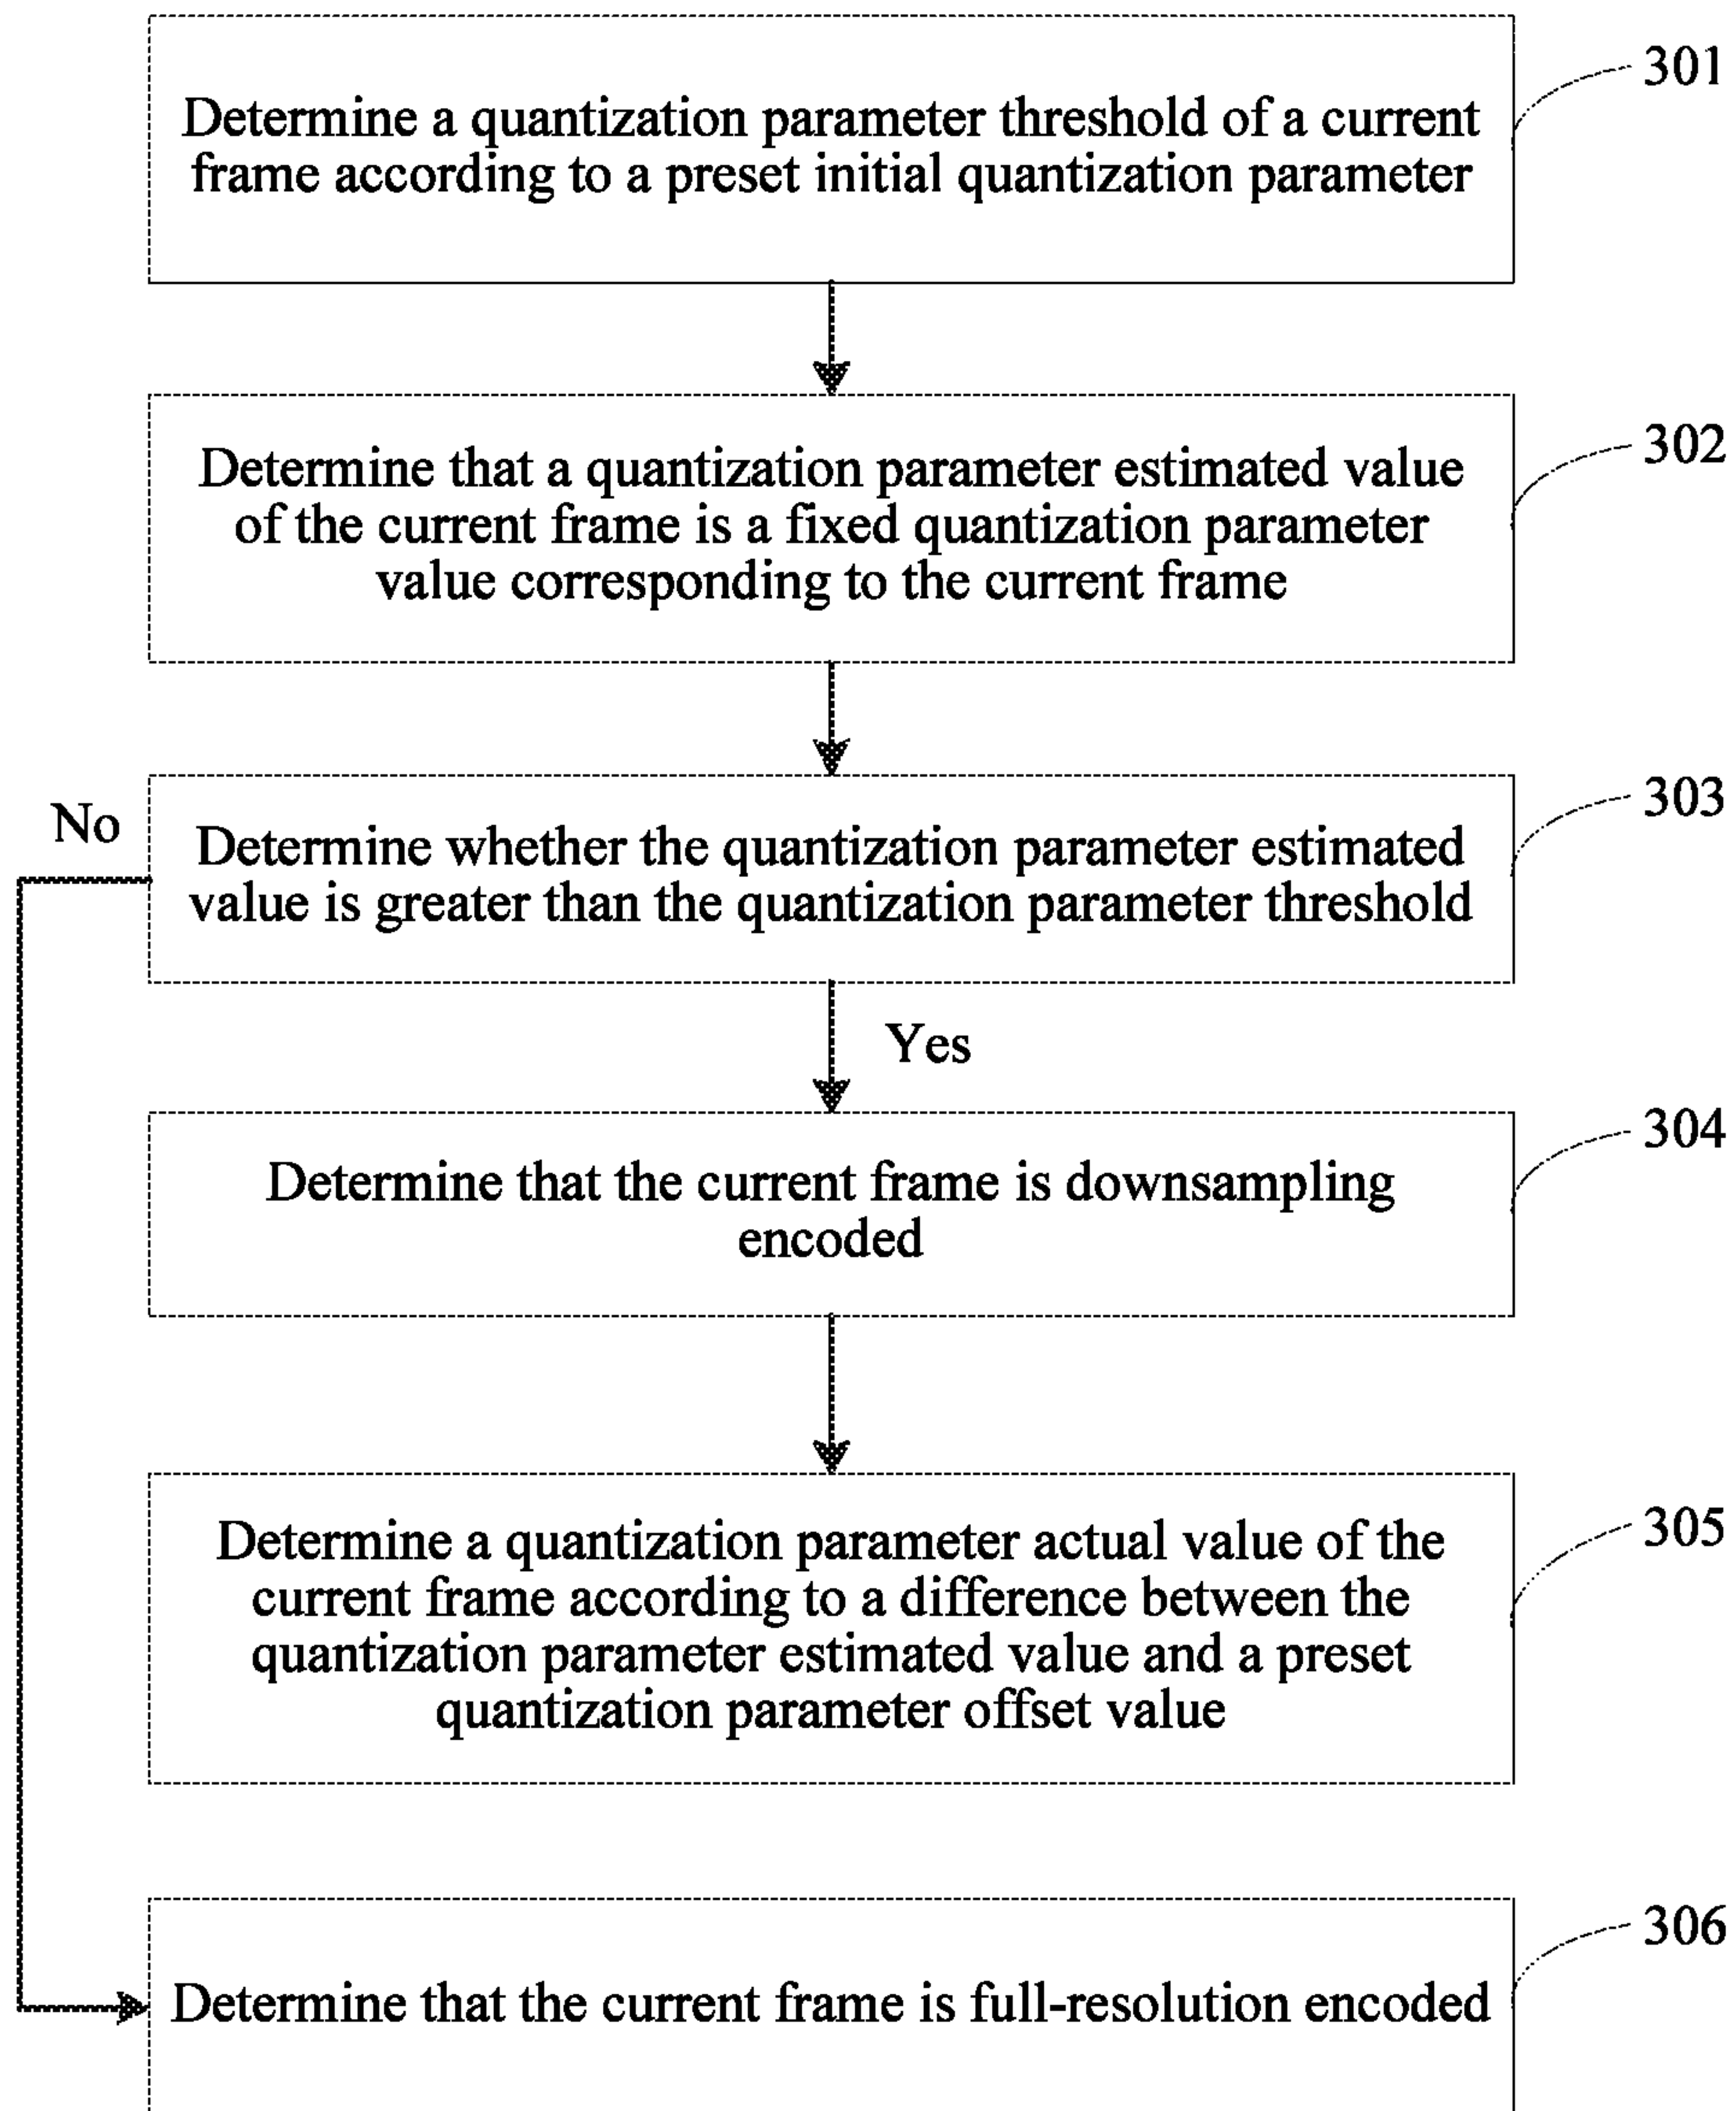 301
Determine a quantization parameter threshold of a current
frame according to a preset initial quantization parameter
302
Determine that a quantization parameter estimated value
of the current frame is a fixed quantization parameter
value corresponding to the current frame
303
No
Determine whether the quantization parameter estimated
value is greater than the quantization parameter threshold
Yes
304
Determine that the current frame is downsampling
encoded
305
Determine a quantization parameter actual value of the
current frame according to a difference between the
quantization parameter estimated value and a preset
quantization parameter offset value
306
Determine that the current frame is full-resolution encoded